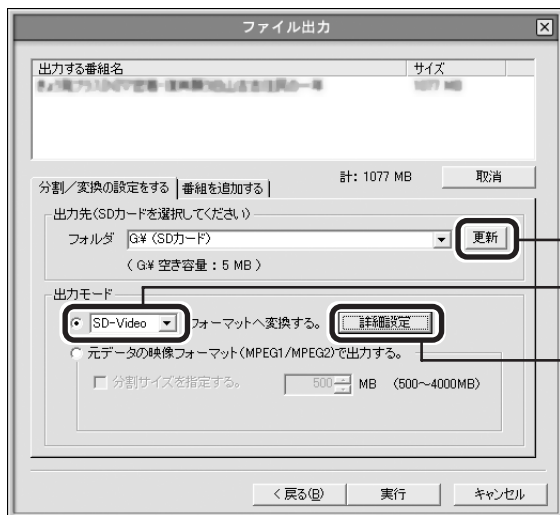 ファイル出力
出力する番組名 サイズ
1077 MB
計: 1077 MB 取消
分割／変換の設定をする 番組を追加する
出力先(SDカードを選択してください)
フォルダ G¥ (SDカード) 更新
( G¥ 空き容量 : 5 MB )
出力モード
SD-Video フォーマットへ変換する。 詳細設定
元データの映像フォーマット(MPEG1/MPEG2)で出力する。
分割サイズを指定する。 500 MB (500～4000MB)
< 戻る(B) 実行 キャンセル